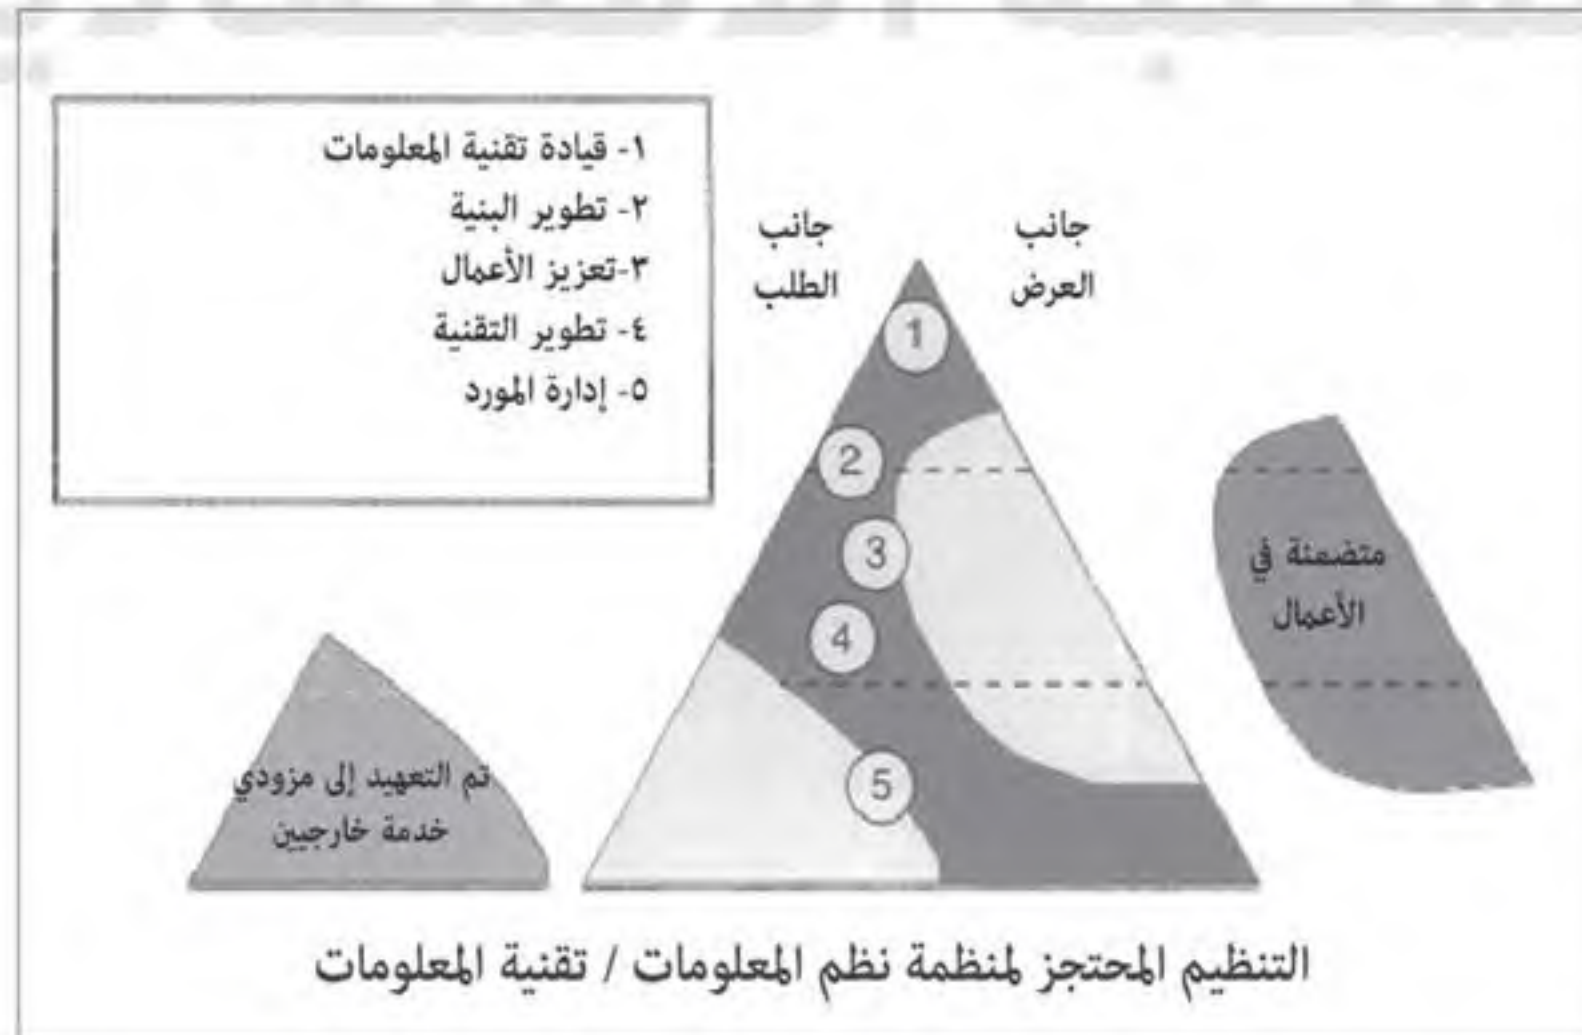 ١- قيادة تقنية المعلومات
٢- تطوير البنية
٣-تعزيز الأعمال
٤- تطوير التقنية
٥- إدارة المورد
جانب
العرض
جانب
الطلب
1
2
3
4
5
متضمنة في
الأعمال
تم التعهيد إلى مزودي
خدمة خارجيين
التنظيم المحتجز لمنظمة نظم المعلومات / تقنية المعلومات